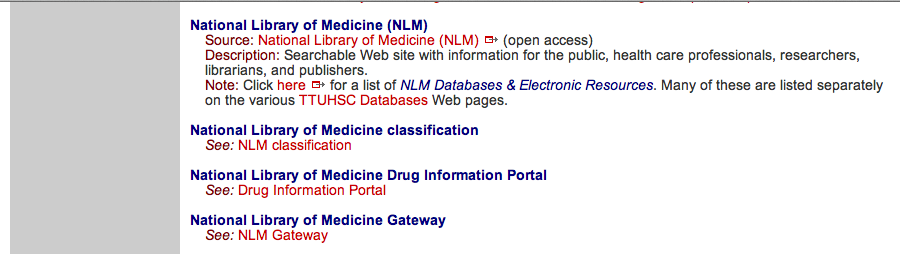 National Library of Medicine (NLM)
Source: National Library of Medicine (NLM) (open access)
Description: Searchable Web site with information for the public, health care professionals, researchers,
librarians, and publishers.
Note: Click here for a list of NLM Databases & Electronic Resources. Many of these are listed separately
on the various TTUHSC Databases Web pages.
National Library of Medicine classification
See: NLM classification
National Library of Medicine Drug Information Portal
See: Drug Information Portal
National Library of Medicine Gateway
See: NLM Gateway